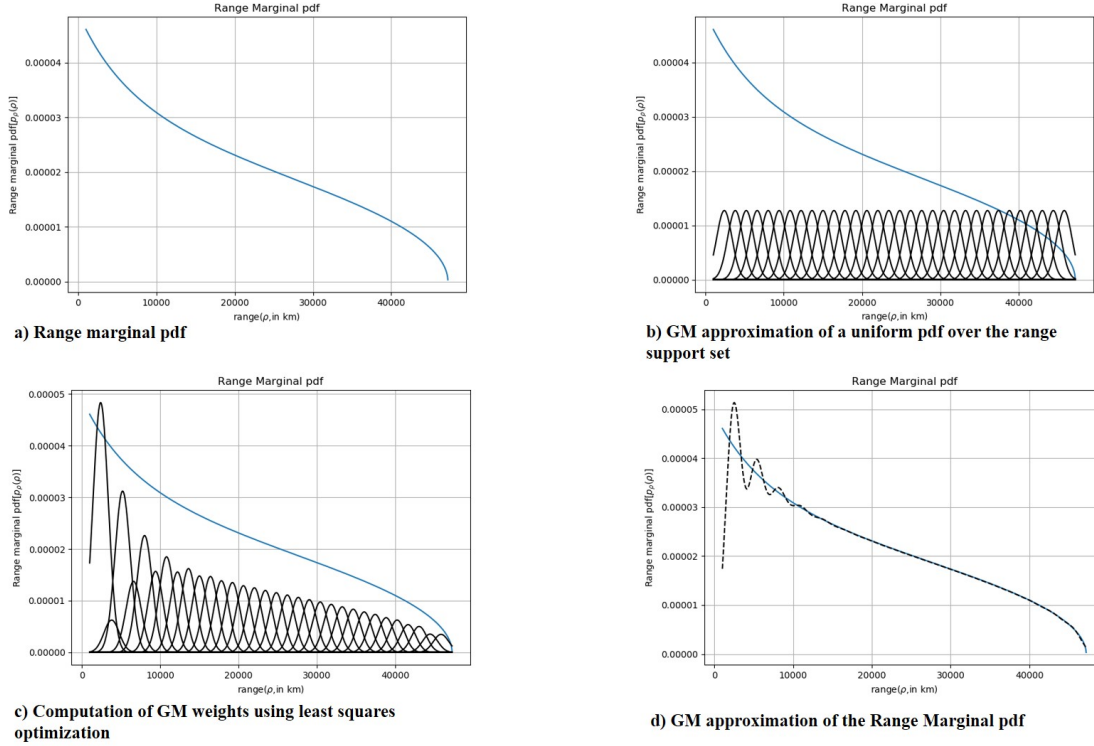 Range Marginal pdf
0.00004
0.00003
0.00002
0.00001
0.00000
Range marginal pdf[pρ(ρ)]
0 10000 20000 30000 40000
range(ρ,in km)
a) Range marginal pdf
Range Marginal pdf
0.00004
0.00003
0.00002
0.00001
0.00000
Range marginal pdf[pρ(ρ)]
0 10000 20000 30000 40000
range(ρ,in km)
b) GM approximation of a uniform pdf over the range
support set
Range Marginal pdf
0.00005
0.00004
0.00003
0.00002
0.00001
0.00000
Range marginal pdf[pρ(ρ)]
0 10000 20000 30000 40000
range(ρ,in km)
c) Computation of GM weights using least squares
optimization
Range Marginal pdf
0.00005
0.00004
0.00003
0.00002
0.00001
0.00000
Range marginal pdf[pρ(ρ)]
0 10000 20000 30000 40000
range(ρ,in km)
d) GM approximation of the Range Marginal pdf